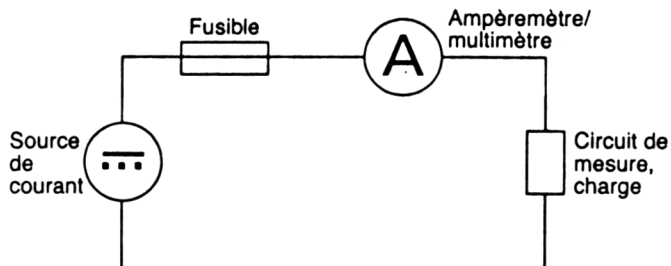 Fusible
Ampèremètre/
multimètre
A
Source
de
courant
Circuit de
mesure,
charge